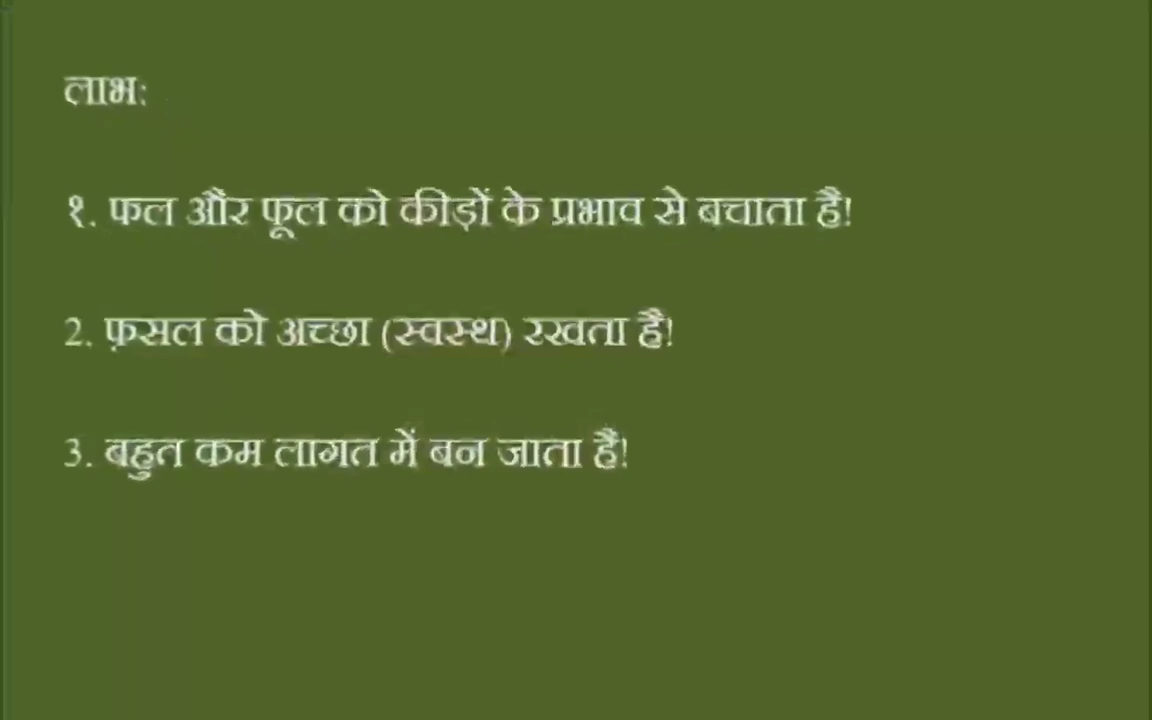 लाभ:
१. फल और फूल को कीड़ों के प्रभाव से बचाता है!
2. फ़सल को अच्छा (स्वस्थ) रखता है!
3. बहुत कम लागत में बन जाता है!